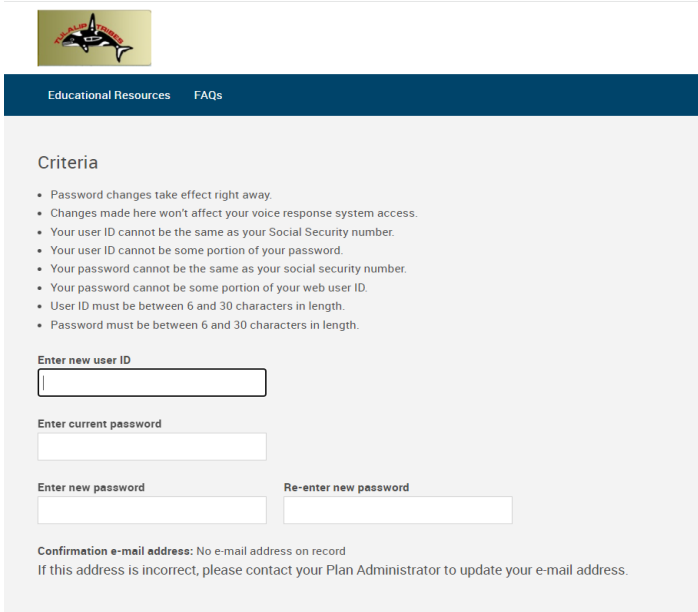 TULALIP TRIBES
Educational Resources FAQs
Criteria
• Password changes take effect right away.
• Changes made here won't affect your voice response system access.
• Your user ID cannot be the same as your Social Security number.
• Your user ID cannot be some portion of your password.
• Your password cannot be the same as your social security number.
• Your password cannot be some portion of your web user ID.
• User ID must be between 6 and 30 characters in length.
• Password must be between 6 and 30 characters in length.
Enter new user ID
Enter current password
Enter new password Re-enter new password
Confirmation e-mail address: No e-mail address on record
If this address is incorrect, please contact your Plan Administrator to update your e-mail address.